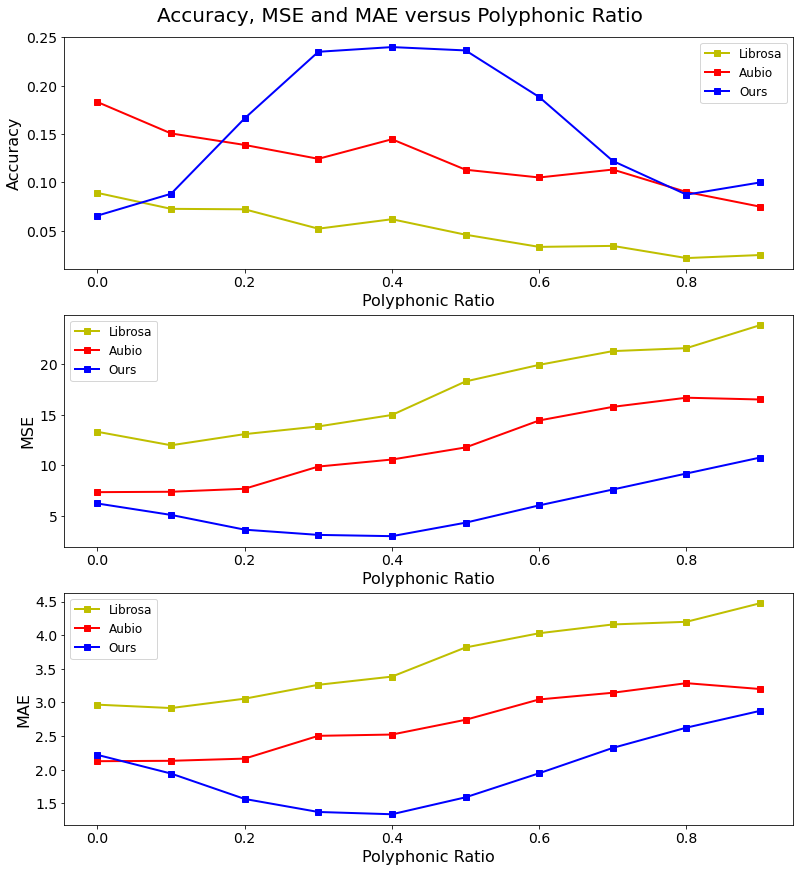 Accuracy, MSE and MAE versus Polyphonic Ratio
0.25
0.20
0.15
0.10
0.05
Accuracy
Librosa
Aubio
Ours
0.0 0.2 0.4 0.6 0.8
Polyphonic Ratio
20
15
10
5
MSE
Librosa
Aubio
Ours
0.0 0.2 0.4 0.6 0.8
Polyphonic Ratio
4.5
4.0
3.5
3.0
2.5
2.0
1.5
MAE
Librosa
Aubio
Ours
0.0 0.2 0.4 0.6 0.8
Polyphonic Ratio